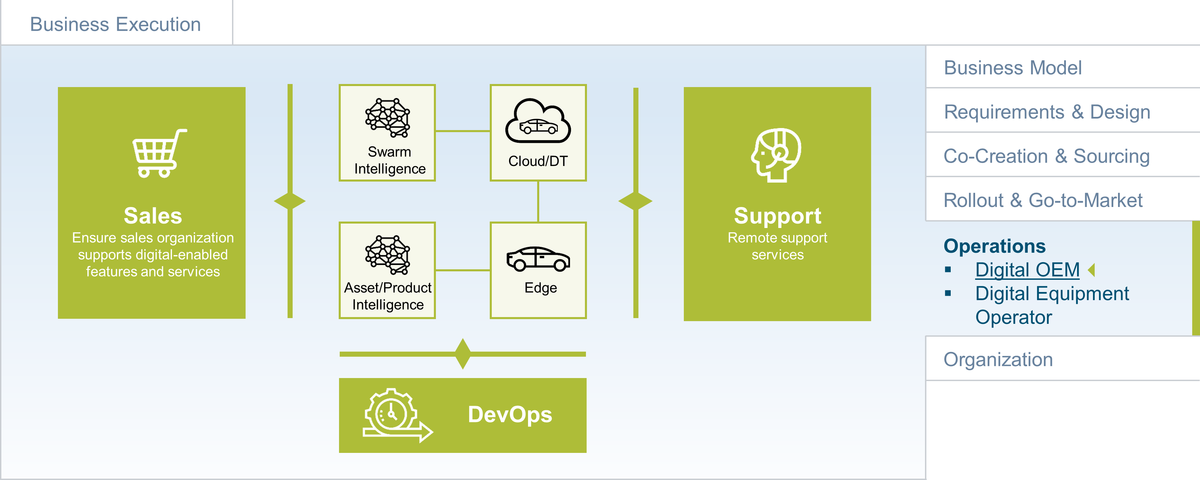 Business Execution
Sales
Ensure sales organization
supports digital-enabled
features and services
Swarm
Intelligence
Cloud/DT
Asset/Product
Intelligence
Edge
DevOps
Support
Remote support
services
Business Model
Requirements & Design
Co-Creation & Sourcing
Rollout & Go-to-Market
Operations
▪ Digital OEM
▪ Digital Equipment
Operator
Organization